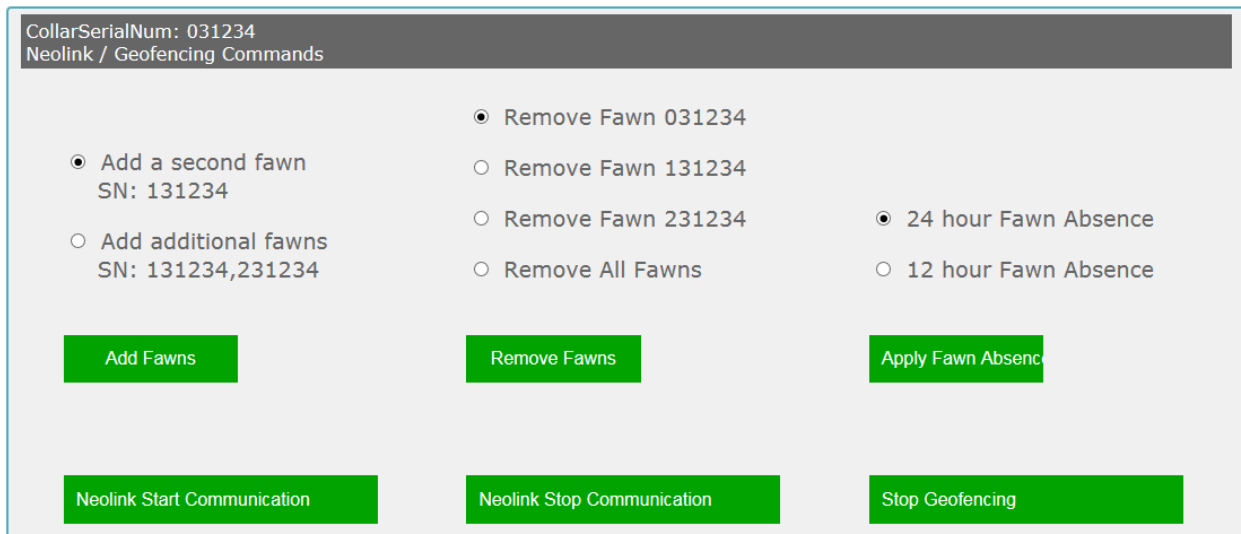 CollarSerialNum: 031234
Neolink / Geofencing Commands
Add a second fawn
SN: 131234
Add additional fawns
SN: 131234,231234
Add Fawns
Remove Fawn 031234
Remove Fawn 131234
Remove Fawn 231234
Remove All Fawns
Remove Fawns
24 hour Fawn Absence
12 hour Fawn Absence
Apply Fawn Absenc
Neolink Start Communication
Neolink Stop Communication
Stop Geofencing